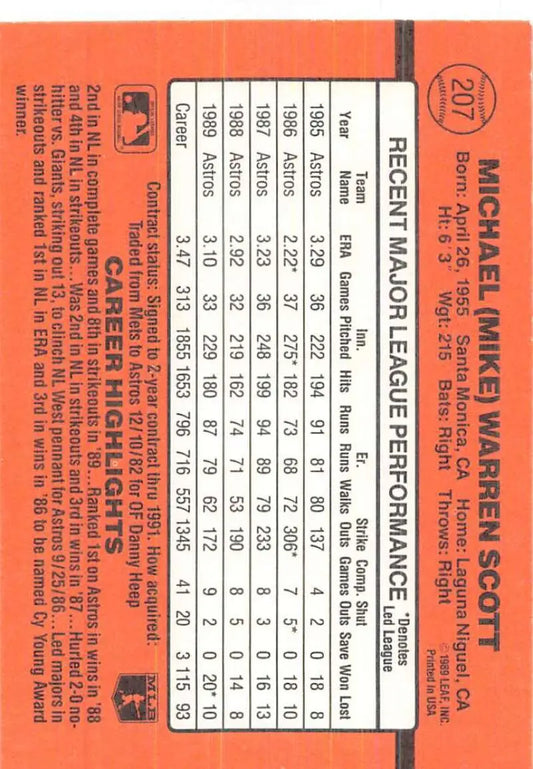 207
MICHAEL (MIKE) WARREN SCOTT
Born: April 26, 1955 Santa Monica, CA Home: Laguna Niguel, CA
Ht: 6'3" Wgt: 215 Bats: Right Throws: Right
© 1989 LEAF, INC.
Printed in USA
RECENT MAJOR LEAGUE PERFORMANCE *Denotes Led League
Year Team Name ERA Games Inn. Pitched Hits Runs Er. Runs Walks Strike Outs Comp. Games Shut Outs Save Won Lost
1985 Astros 3.29 36 222 194 91 81 80 137 4 2 0 18 8
1986 Astros 2.22* 37 275* 182 73 68 72 306* 7 5* 0 18 10
1987 Astros 3.23 36 248 199 94 89 79 233 8 3 0 16 13
1988 Astros 2.92 32 219 162 74 71 53 190 8 5 0 14 8
1989 Astros 3.10 33 229 180 87 79 62 172 9 2 0 20* 10
Career 3.47 313 1855 1653 796 716 557 1345 41 20 3 115 93
Contract status: Signed to 2-year contract thru 1991. How acquired:
Traded from Mets to Astros 12/10/82 for OF Danny Heep
MLB
CAREER HIGHLIGHTS
2nd in NL in complete games and 8th in strikeouts in '89... Ranked 1st on Astros in wins in '88
and 4th in NL in strikeouts... Was 2nd in NL in strikeouts and 3rd in wins in '87... Hurled 2-0 no-
hitter vs. Giants, striking out 13, to clinch NL West pennant for Astros 9/25/86... Led majors in
strikeouts and ranked 1st in NL in ERA and 3rd in wins in '86 to be named Cy Young Award
winner.